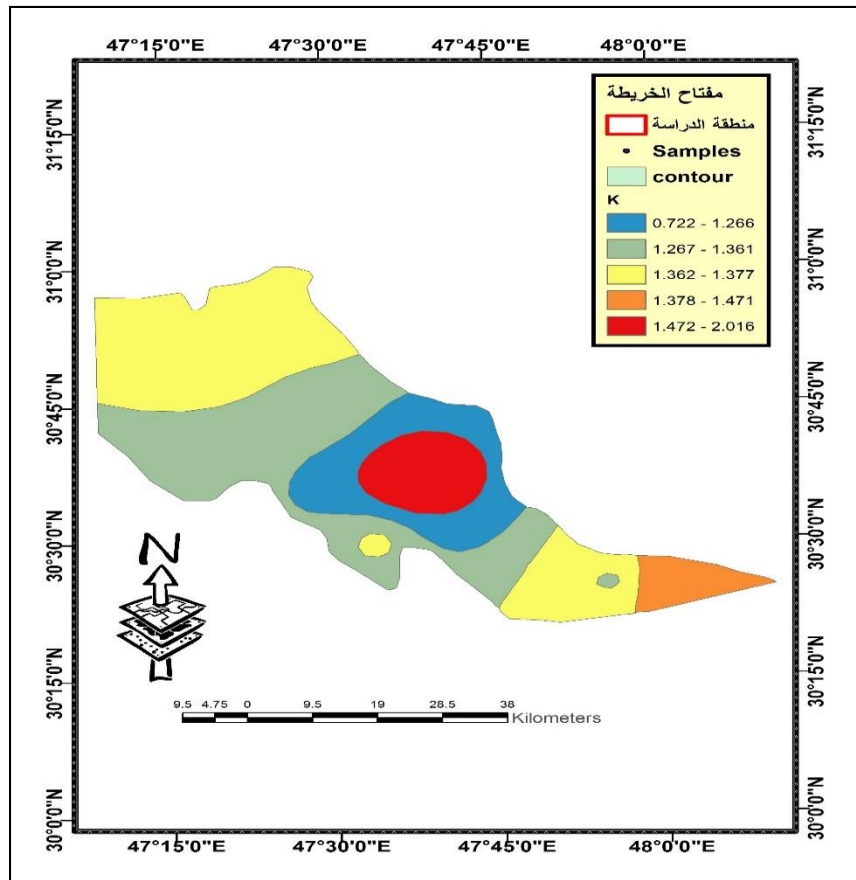 47°15'0"E 47°30'0"E 47°45'0"E 48°0'0"E
مفتاح الخريطة
منطقة الدراسة
Samples
contour
K
0.722 - 1.266
1.267 - 1.361
1.362 - 1.377
1.378 - 1.471
1.472 - 2.016
31°15'0"N
31°0'0"N
30°45'0"N
30°30'0"N
30°15'0"N
30°0'0"N
31°15'0"N
31°0'0"N
30°45'0"N
30°30'0"N
30°15'0"N
30°0'0"N
N
9.5 4.75 0 9.5 19 28.5 38
Kilometers
47°15'0"E 47°30'0"E 47°45'0"E 48°0'0"E